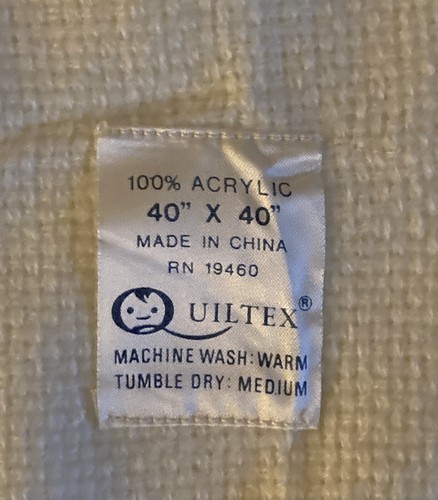 100% ACRYLIC
40" X 40"
MADE IN CHINA
RN 19460
QUILTEX®
MACHINE WASH: WARM
TUMBLE DRY: MEDIUM